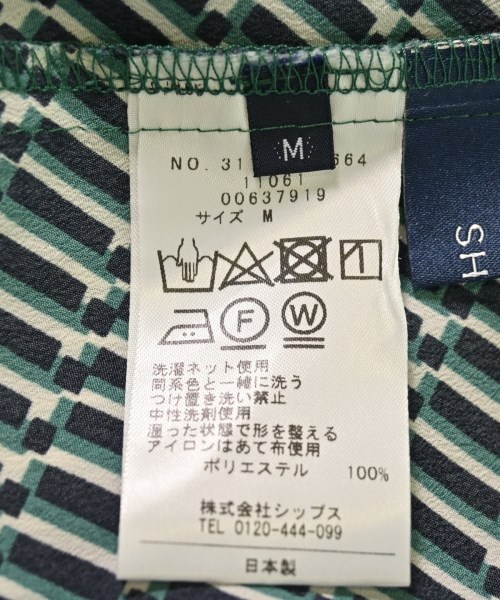 M
NO. 31 664
11061
00637919
サイズ M
F W
洗濯ネット使用
同系色と一緒に洗う
つけ置き洗い禁止
中性洗剤使用
湿った状態で形を整える
アイロンはあて布使用
ポリエステル 100%
株式会社シップス
TEL 0120-444-099
日本製
SH